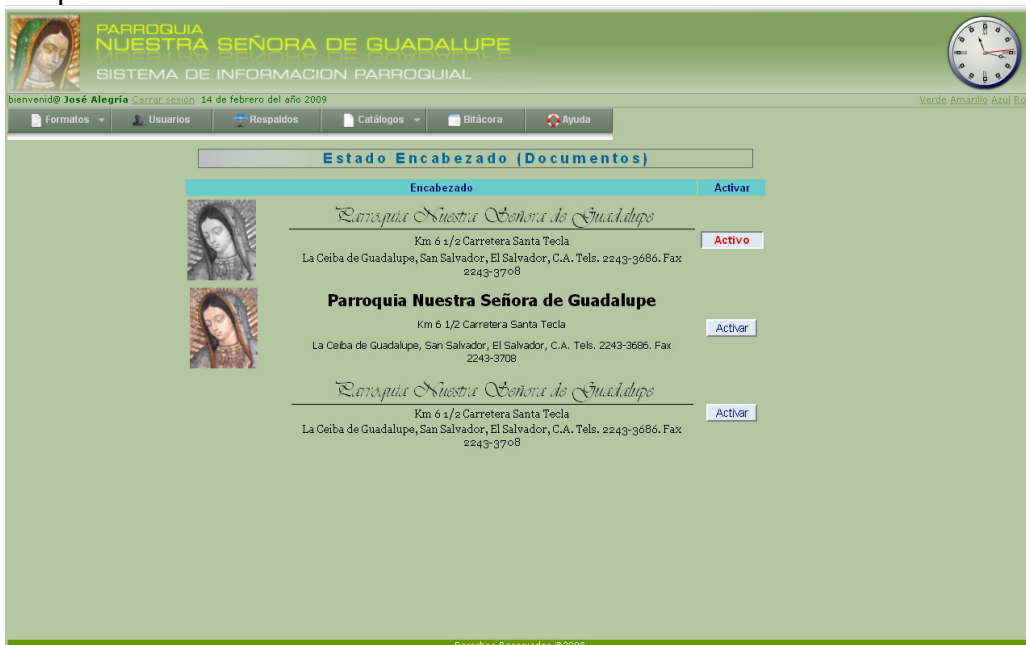 PARROQUIA
NUESTRA SEÑORA DE GUADALUPE
SISTEMA DE INFORMACION PARROQUIAL
bienvenid@ José Alegría Cerrar sesión 14 de febrero del año 2009
Verde Amarillo Azul Ro
Formatos Usuarios Respaldos Catálogos Bitácora Ayuda
Estado Encabezado (Documentos)
Encabezado Activar
Parroquia Nuestra Señora de Guadalupe
Km 6 1/2 Carretera Santa Tecla
Activo
La Ceiba de Guadalupe, San Salvador, El Salvador, C.A. Tels. 2243-3686. Fax
2243-3708
Parroquia Nuestra Señora de Guadalupe
Km 6 1/2 Carretera Santa Tecla
Activar
La Ceiba de Guadalupe, San Salvador, El Salvador, C.A. Tels. 2243-3686. Fax
2243-3708
Parroquia Nuestra Señora de Guadalupe
Km 6 1/2 Carretera Santa Tecla
Activar
La Ceiba de Guadalupe, San Salvador, El Salvador, C.A. Tels. 2243-3686. Fax
2243-3708